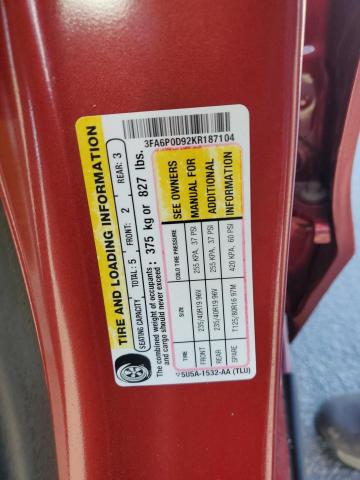 3FA6P0D92KR187104
TIRE AND LOADING INFORMATION
SEATING CAPACITY TOTAL: 5 FRONT: 2 REAR: 3
The combined weight of occupants and cargo should never exceed: 375 kg or 827 lbs.
TIRE SIZE COLD TIRE PRESSURE
FRONT 235/40R19 96V 255 KPA, 37 PSI
REAR 235/40R19 96V 255 KPA, 37 PSI
SPARE T125/80R16 97M 420 KPA, 60 PSI
SEE OWNERS
MANUAL FOR
ADDITIONAL
INFORMATION
5U5A-1532-AA (TLU)